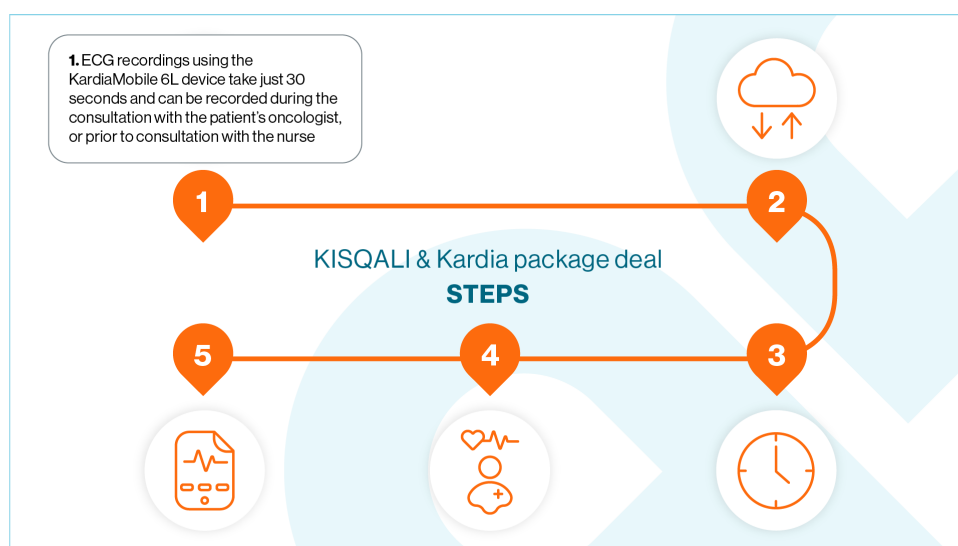 1. ECG recordings using the
KardiaMobile 6L device take just 30
seconds and can be recorded during the
consultation with the patient’s oncologist,
or prior to consultation with the nurse
1
2
KISQALI & Kardia package deal
STEPS
5
4
3